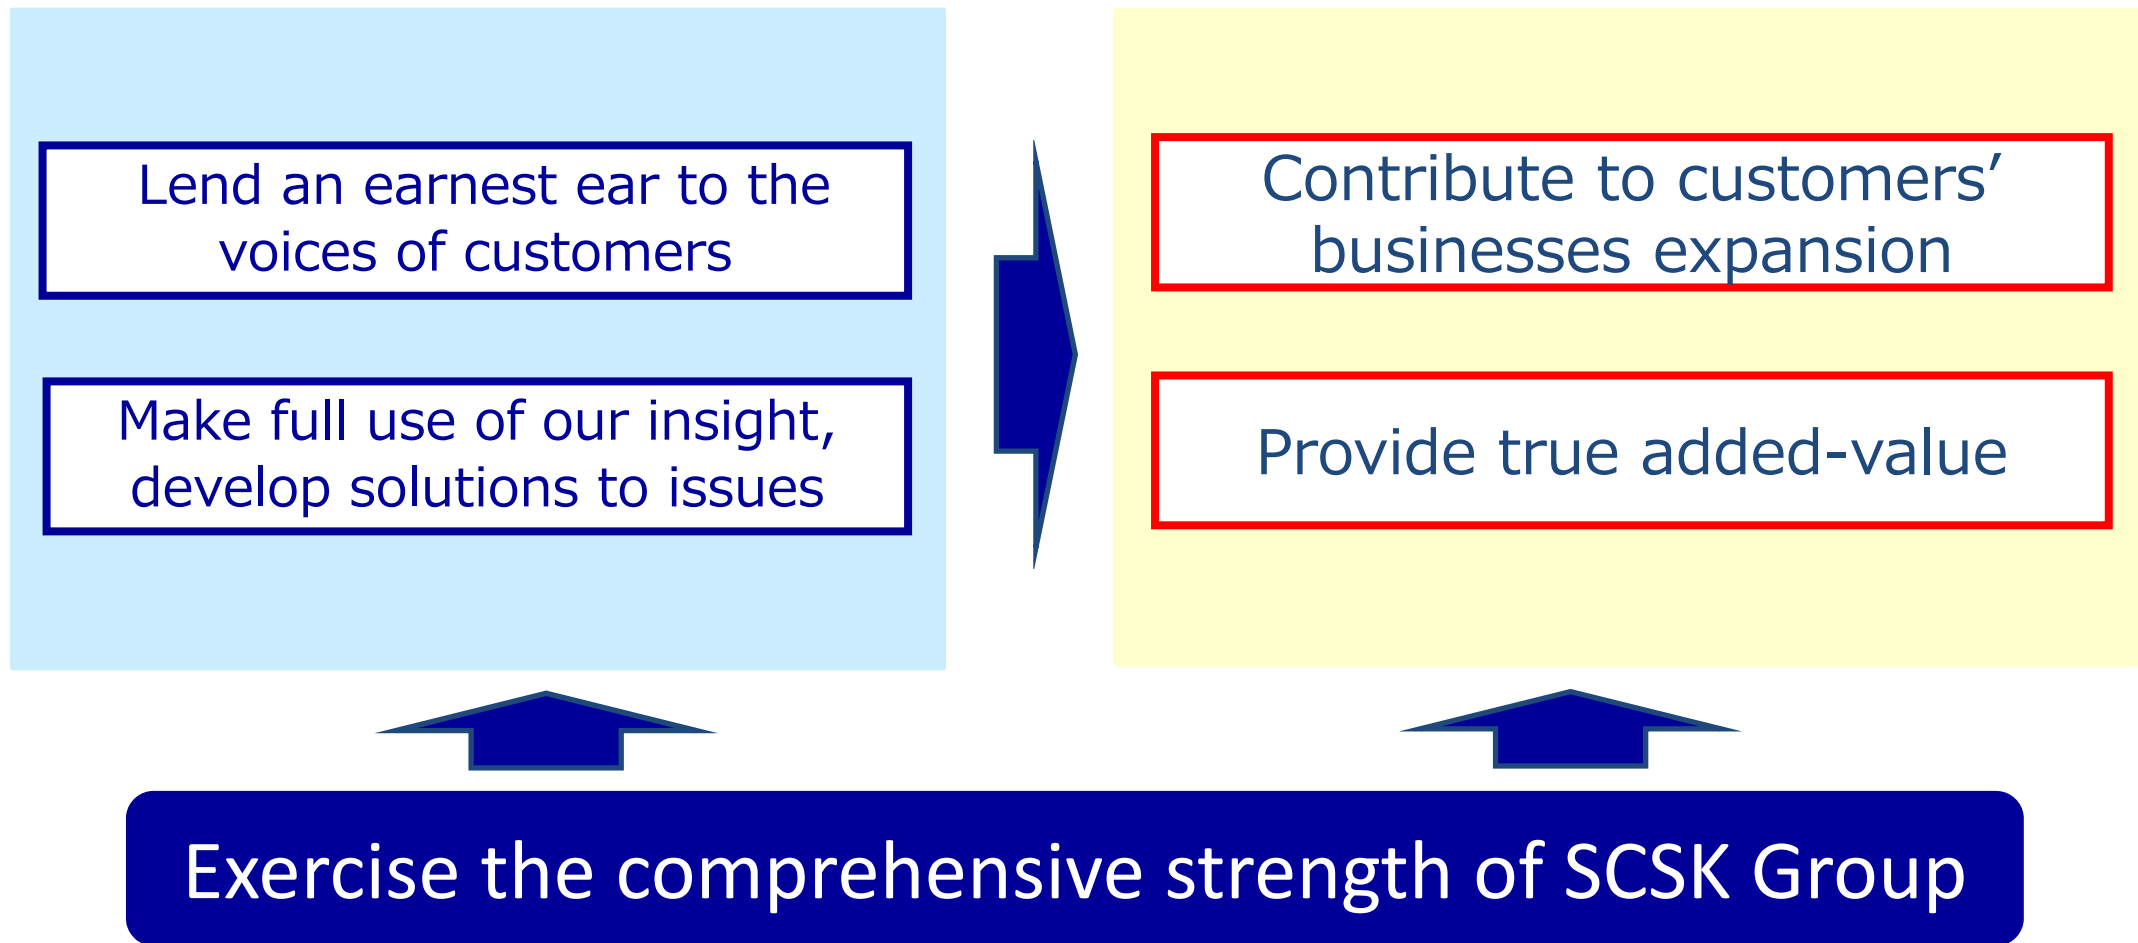 Lend an earnest ear to the
voices of customers
Make full use of our insight,
develop solutions to issues
Contribute to customers’
businesses expansion
Provide true added-value
Exercise the comprehensive strength of SCSK Group